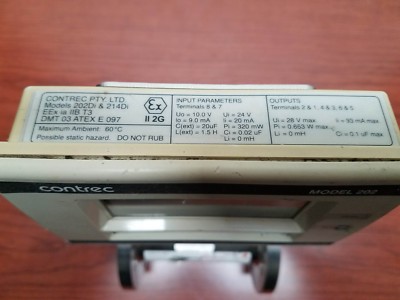 CONTREC PTY. LTD.
Models 202Di & 214Di
EEx ia IIB T3
DMT 03 ATEX E 097
Maximum Ambient: 60°C
Possible static hazard. DO NOT RUB
Ex
II 2G
INPUT PARAMETERS
Terminals 6 & 7
Uo = 10.0 V
Io = 9.0 mA
C(ext) = 20uF
L(ext) = 1.5 H
Ui = 24 V
Ii = 20 mA
Pi = 320 mW
Ci = 0.02 uF
Li = 0 mH
OUTPUTS
Terminals 2 & 1, 4 & 3, 6 & 5
Ui = 28 V max.
Ii = 93 mA max
Pi = 0.653 W max.
Li = 0 mH
Ci = 0.1 uF max
contrec
MODEL 202